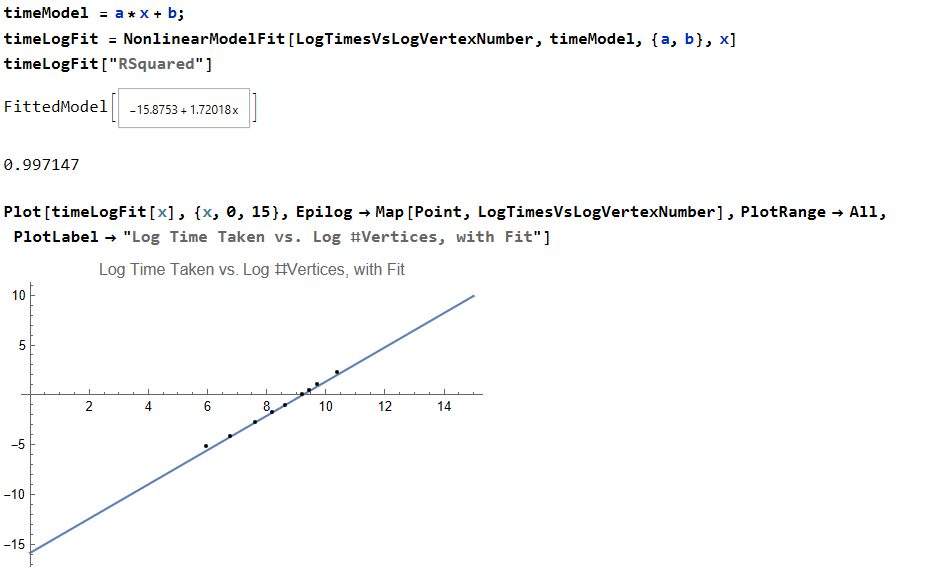 timeModel = a*x + b;
timeLogFit = NonlinearModelFit[LogTimesVsLogVertexNumber, timeModel, {a, b}, x]
timeLogFit["RSquared"]
FittedModel[ -15.8753 + 1.72018 x ]
0.997147
Plot[timeLogFit[x], {x, 0, 15}, Epilog → Map[Point, LogTimesVsLogVertexNumber], PlotRange → All,
PlotLabel → "Log Time Taken vs. Log #Vertices, with Fit"]
Log Time Taken vs. Log #Vertices, with Fit
10
5
2 4 6 8 10 12 14
-5
-10
-15